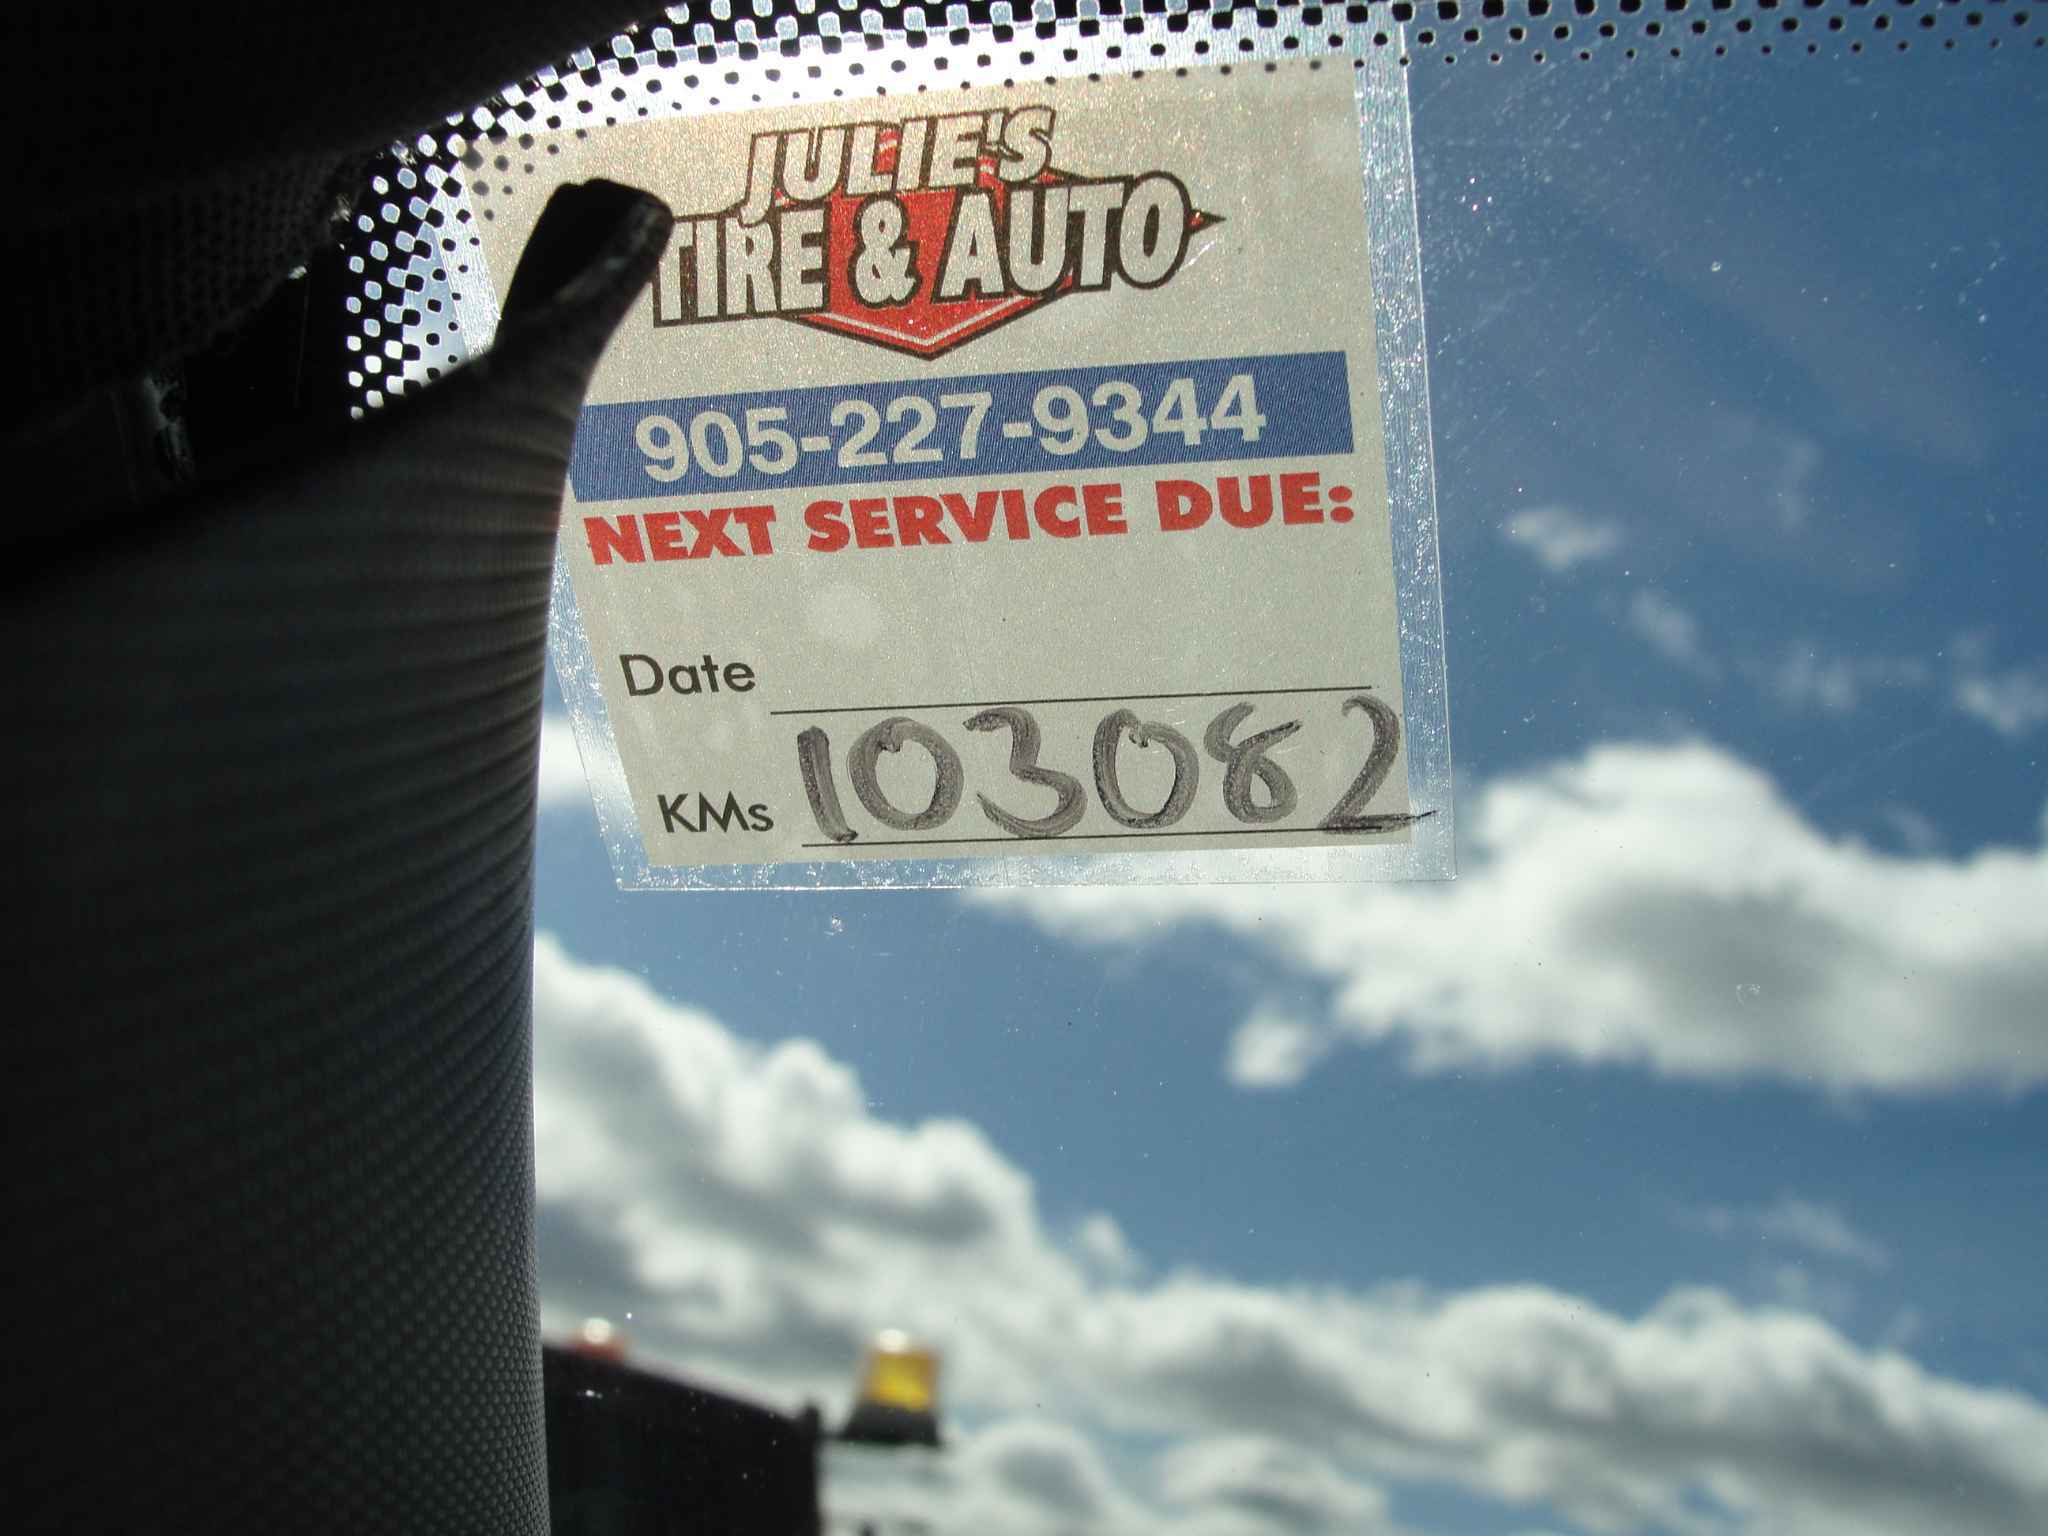 JULIE'S
TIRE & AUTO
905-227-9344
NEXT SERVICE DUE:
Date
KMs 103082